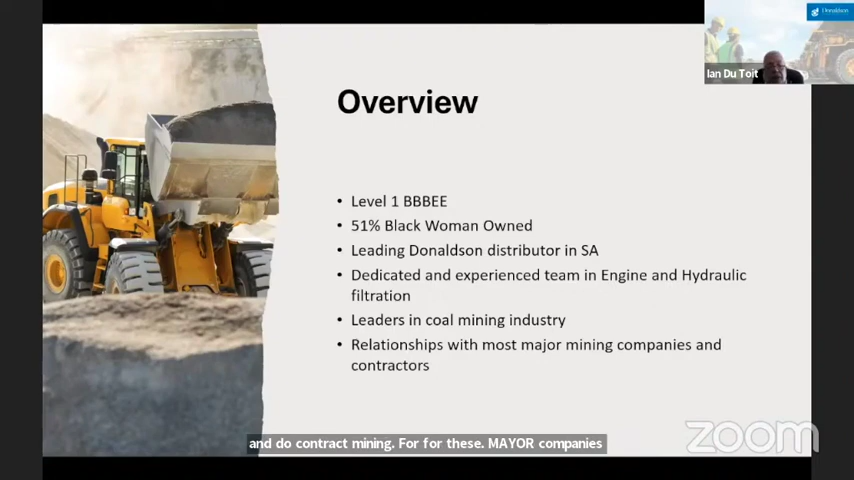 Donaldson
Ian Du Toit
Overview
• Level 1 BBBEE
• 51% Black Woman Owned
• Leading Donaldson distributor in SA
• Dedicated and experienced team in Engine and Hydraulic
filtration
• Leaders in coal mining industry
• Relationships with most major mining companies and
contractors
and do contract mining. For for these. MAYOR companies
zoom